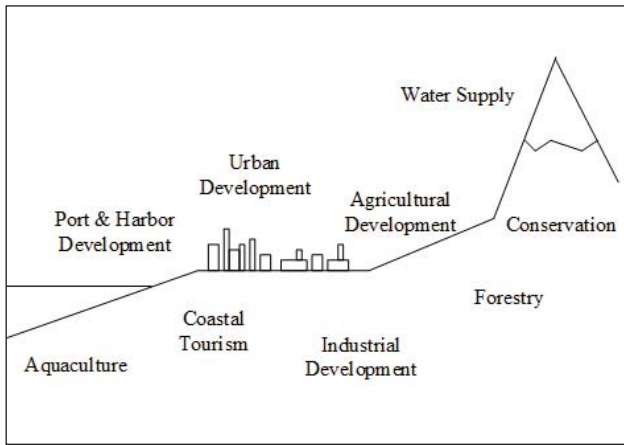 Water Supply
Urban
Development
Agricultural
Development
Port & Harbor
Development
Conservation
Forestry
Coastal
Tourism
Industrial
Development
Aquaculture